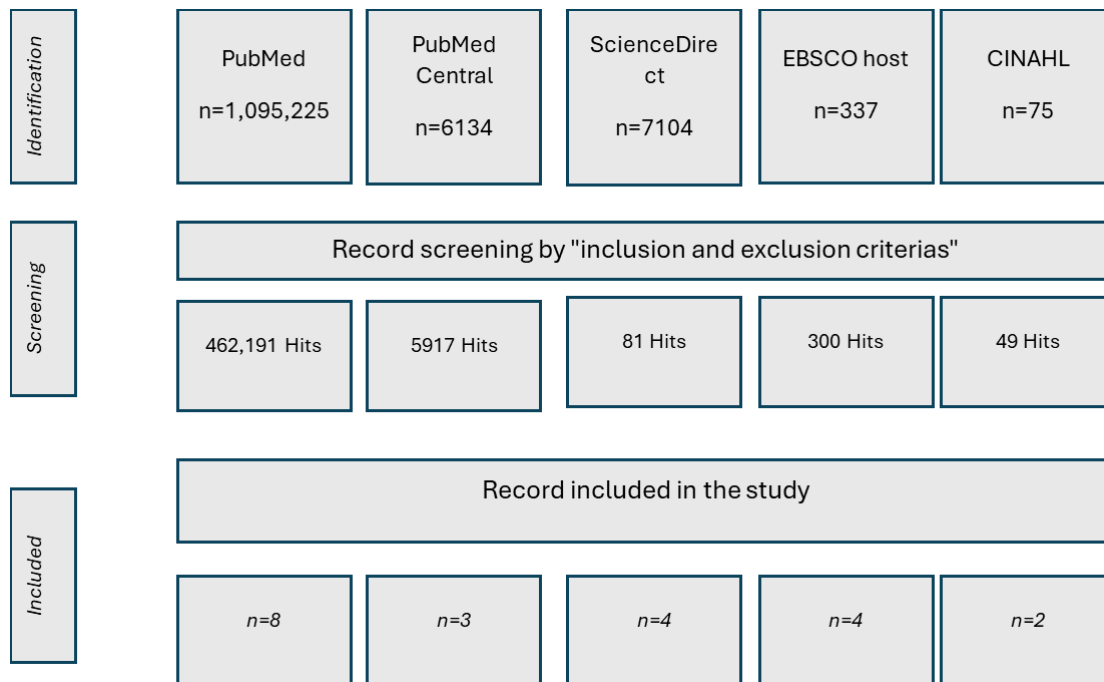 Identification
PubMed
n=1,095,225
PubMed
Central
n=6134
ScienceDire
ct
n=7104
EBSCO host
n=337
CINAHL
n=75
Screening
Record screening by "inclusion and exclusion criterias"
462,191 Hits
5917 Hits
81 Hits
300 Hits
49 Hits
Included
Record included in the study
n=8
n=3
n=4
n=4
n=2